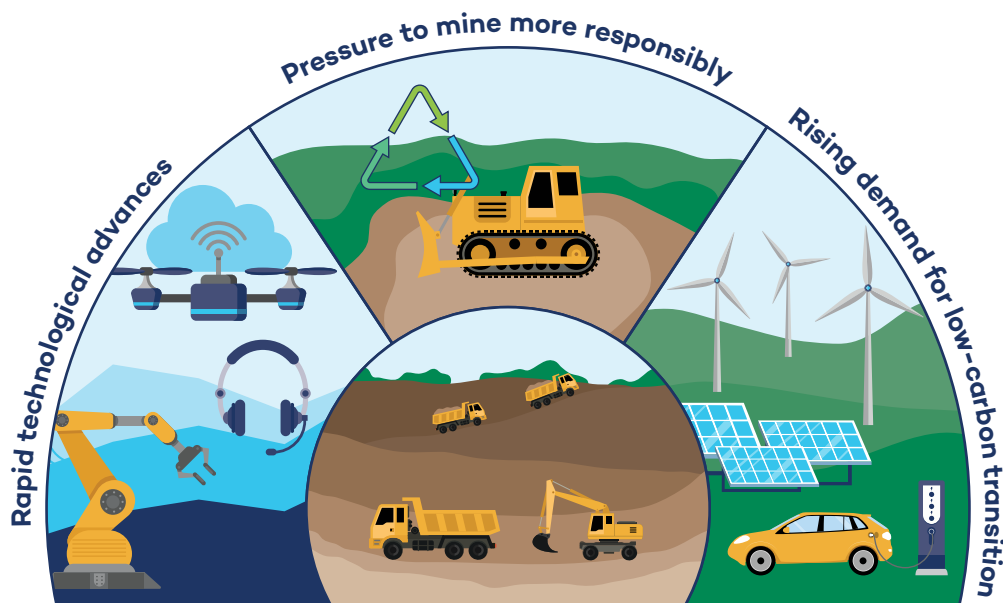 Rapid technological advances
Pressure to mine more responsibly
Rising demand for low-carbon transition